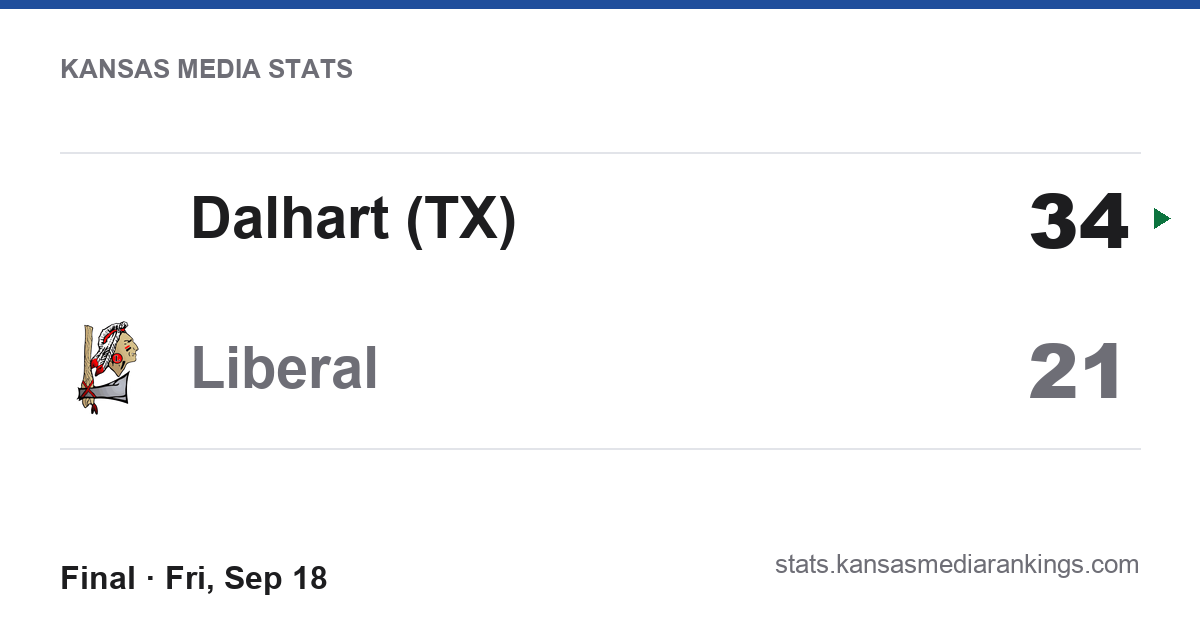 KANSAS MEDIA STATS
Dalhart (TX) 34
Liberal 21
Final · Fri, Sep 18
stats.kansasmediarankings.com